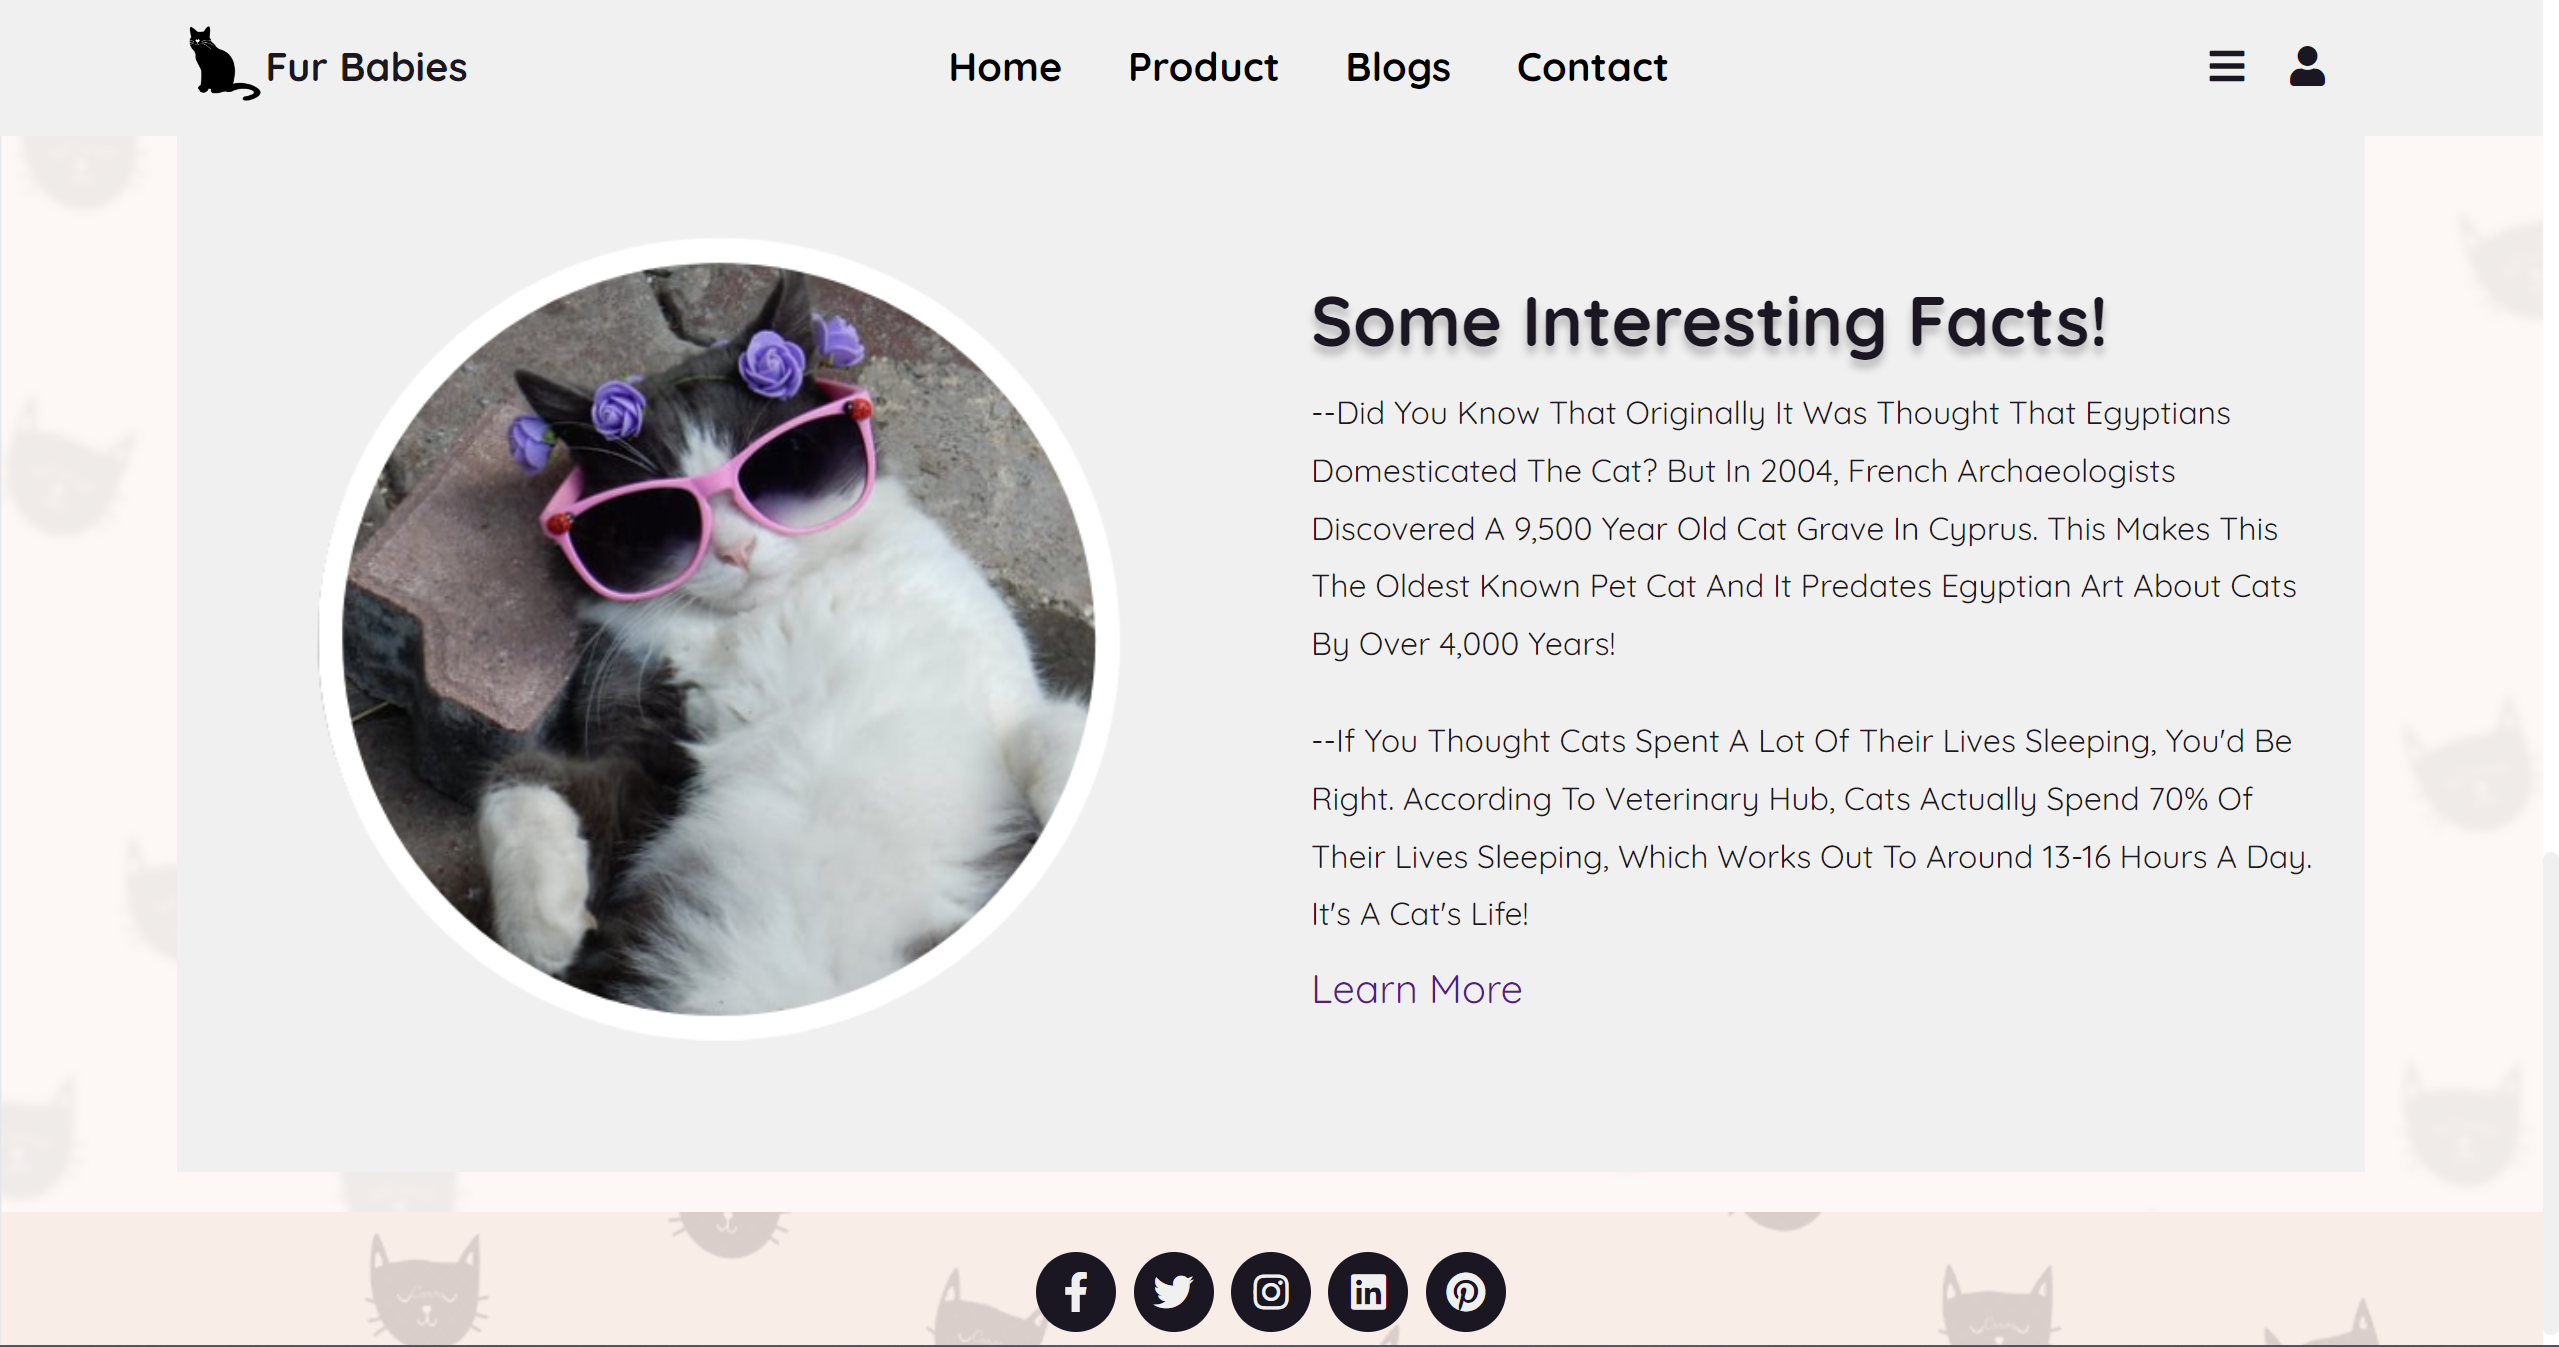 Fur Babies
Home Product Blogs Contact
Some Interesting Facts!
--Did You Know That Originally It Was Thought That Egyptians
Domesticated The Cat? But In 2004, French Archaeologists
Discovered A 9,500 Year Old Cat Grave In Cyprus. This Makes This
The Oldest Known Pet Cat And It Predates Egyptian Art About Cats
By Over 4,000 Years!
--If You Thought Cats Spent A Lot Of Their Lives Sleeping, You'd Be
Right. According To Veterinary Hub, Cats Actually Spend 70% Of
Their Lives Sleeping, Which Works Out To Around 13-16 Hours A Day.
It's A Cat's Life!
Learn More